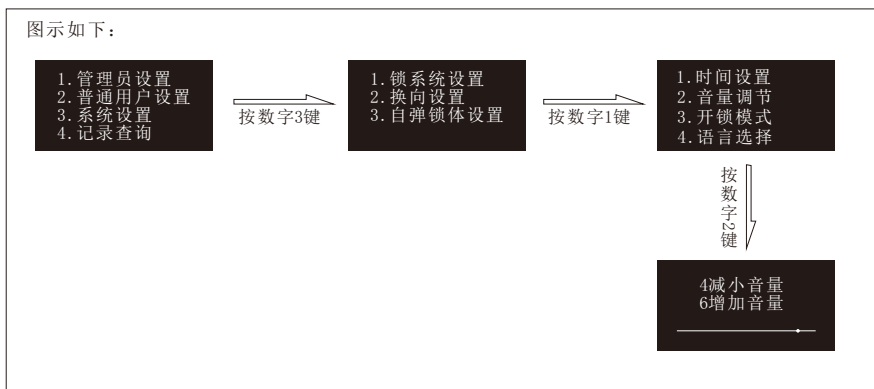 图示如下：
1.管理员设置
2.普通用户设置
3.系统设置
4.记录查询
按数字3键
1.锁系统设置
2.换向设置
3.自弹锁体设置
按数字1键
1.时间设置
2.音量调节
3.开锁模式
4.语言选择
按数字2键
4减小音量
6增加音量